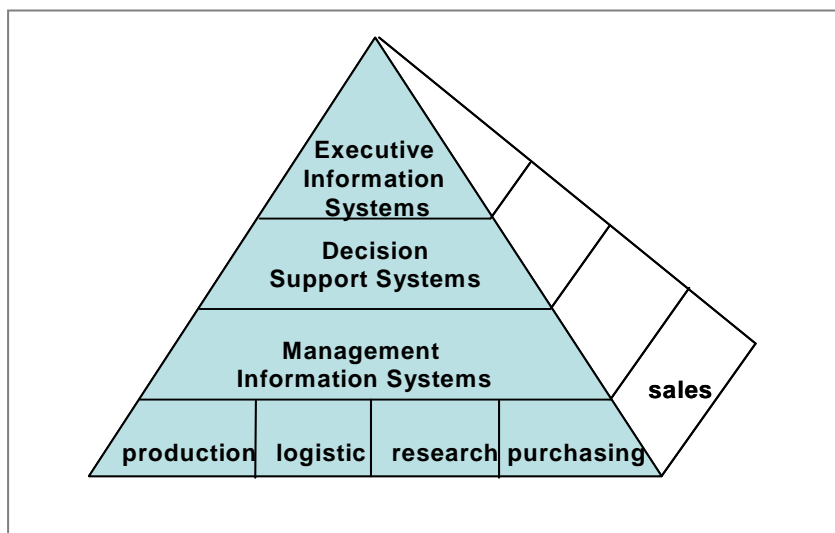 Executive
Information
Systems
Decision
Support Systems
Management
Information Systems
sales
production logistic research purchasing